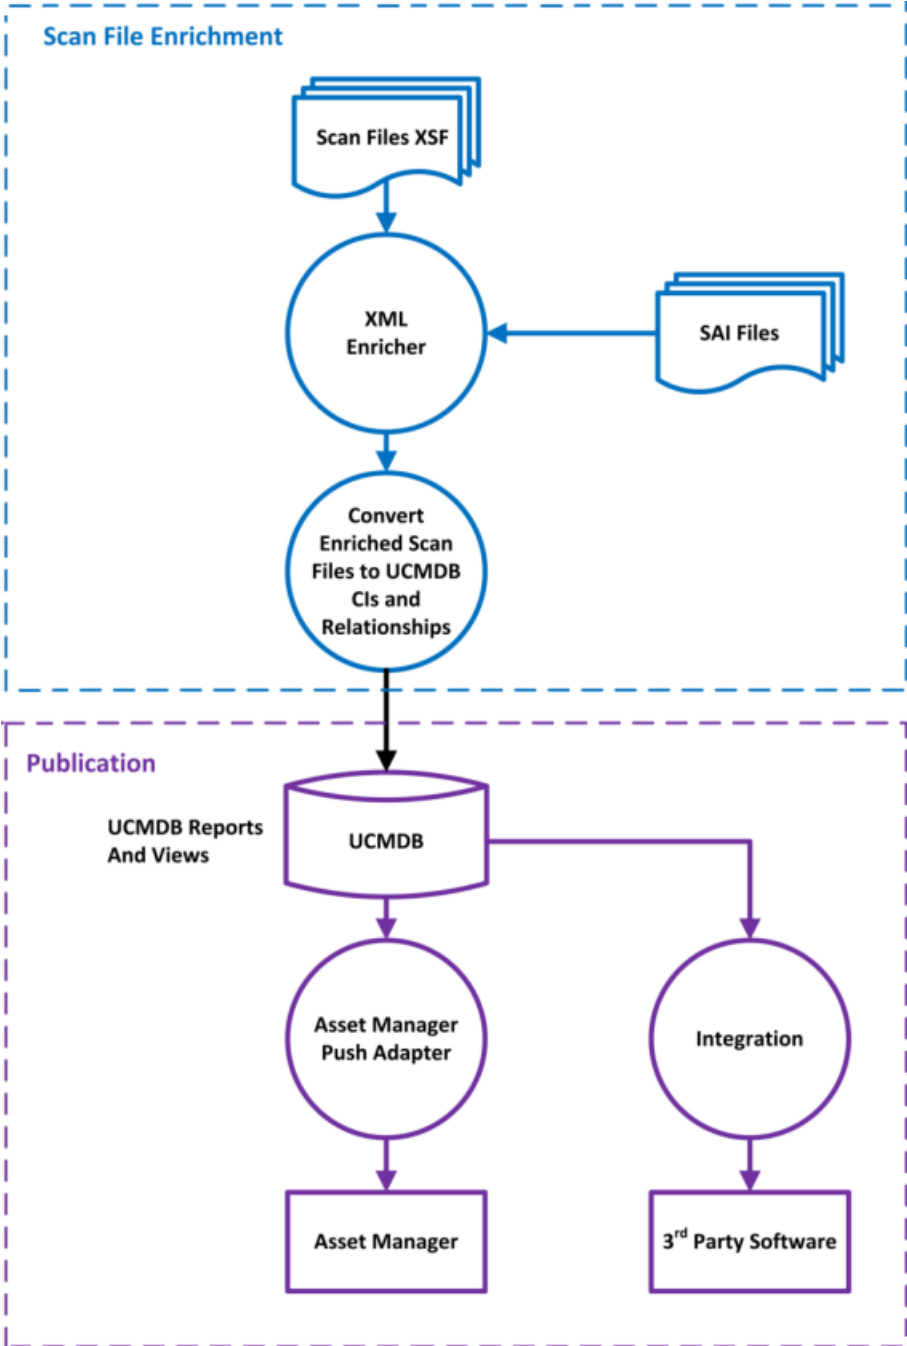 Scan File Enrichment
Scan Files XSF
XML
Enricher
SAI Files
Convert
Enriched Scan
Files to UCMDB
CIs and
Relationships
Publication
UCMDB Reports
And Views
UCMDB
Asset Manager
Push Adapter
Integration
Asset Manager
3rd Party Software